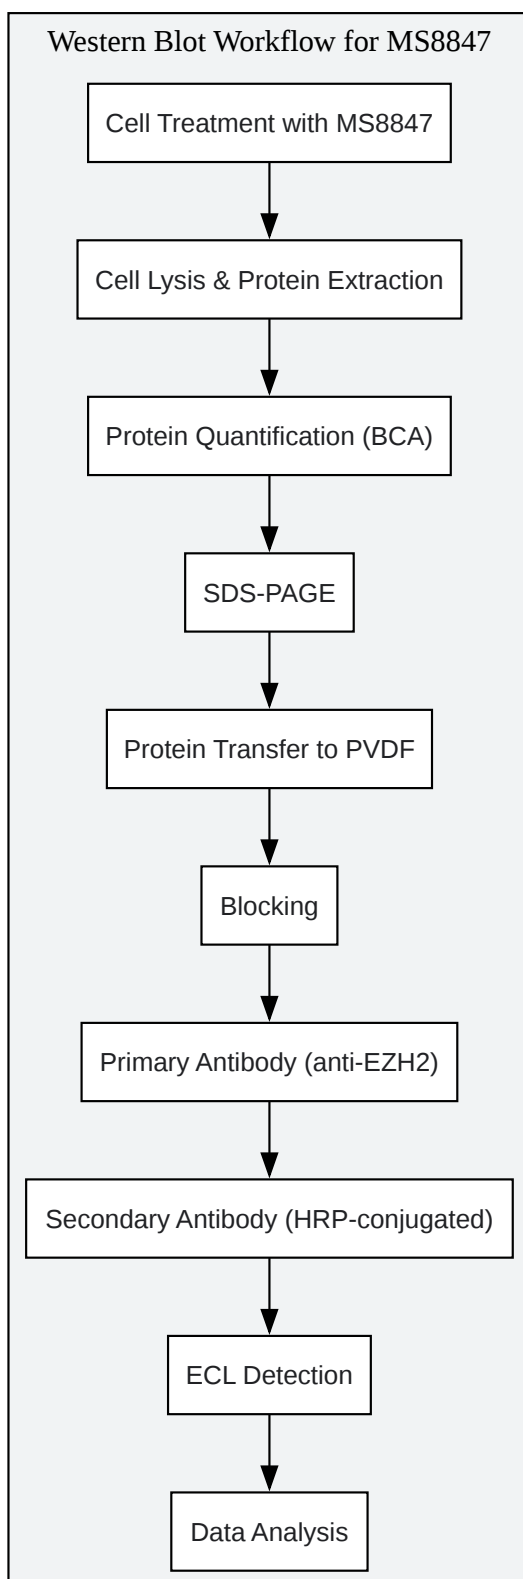 Western Blot Workflow for MS8847
Cell Treatment with MS8847
Cell Lysis & Protein Extraction
Protein Quantification (BCA)
SDS-PAGE
Protein Transfer to PVDF
Blocking
Primary Antibody (anti-EZH2)
Secondary Antibody (HRP-conjugated)
ECL Detection
Data Analysis